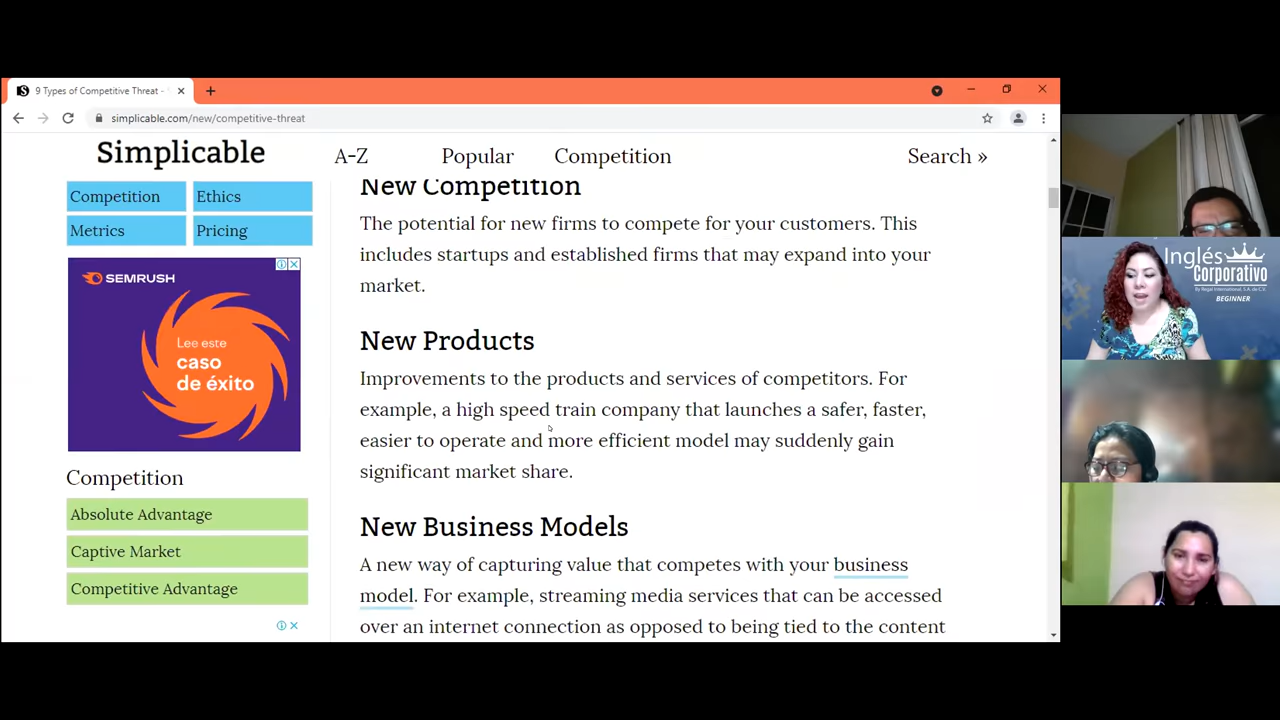 9 Types of Competitive Threat -
simplicable.com/new/competitive-threat
Simplicable
A-Z
Popular
Competition
Search »
Competition
Ethics
Metrics
Pricing
SEMRUSH
Lee este
caso
de éxito
Competition
Absolute Advantage
Captive Market
Competitive Advantage
New Competition
The potential for new firms to compete for your customers. This
includes startups and established firms that may expand into your
market.
New Products
Improvements to the products and services of competitors. For
example, a high speed train company that launches a safer, faster,
easier to operate and more efficient model may suddenly gain
significant market share.
New Business Models
A new way of capturing value that competes with your business
model. For example, streaming media services that can be accessed
over an internet connection as opposed to being tied to the content
Inglés
Corporativo
By Regal International, S.A. de C.V.
BEGINNER